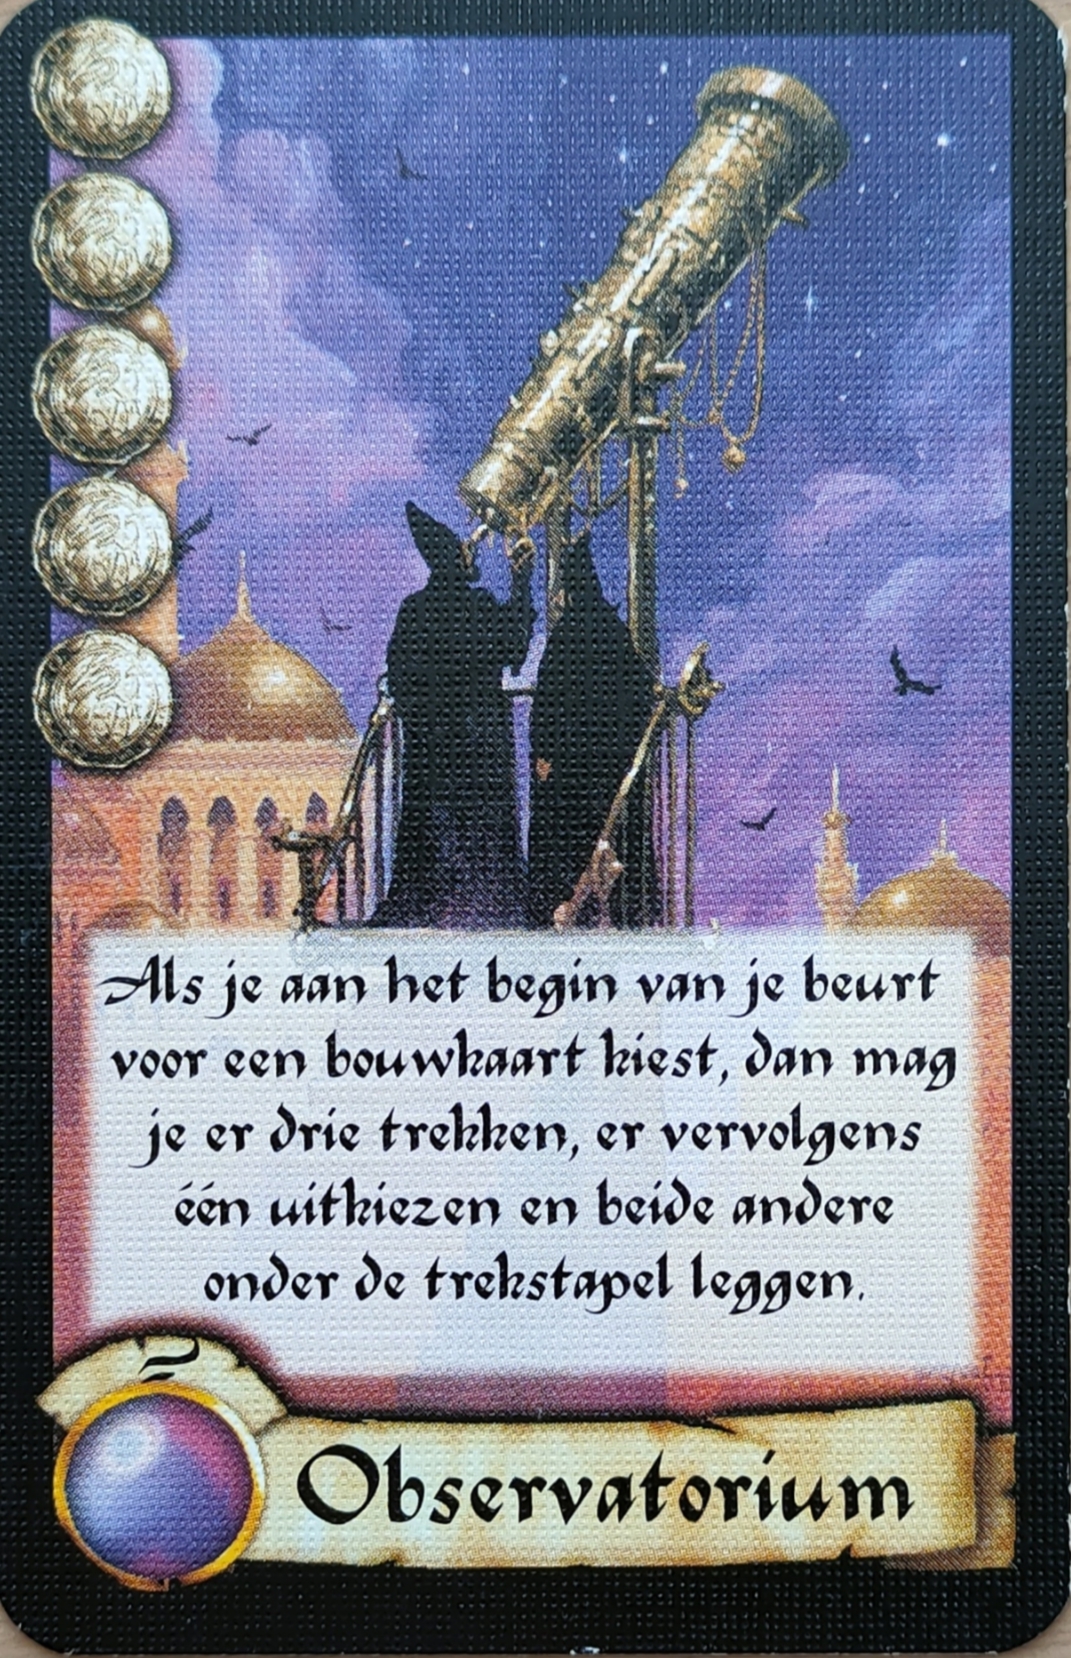 Als je aan het begin van je beurt
voor een bouwkaart kiest, dan mag
je er drie trekken, er vervolgens
één uitkiezen en beide andere
onder de trekstapel leggen.
Observatorium